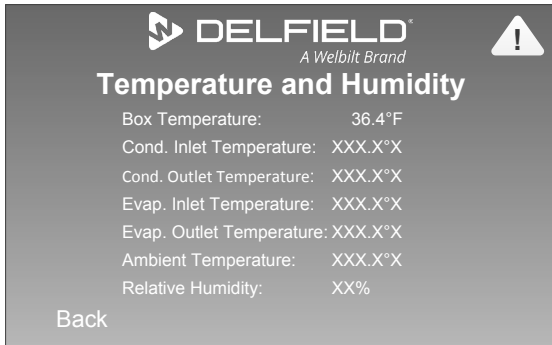 DELFIELD®
A Welbilt Brand
!
Temperature and Humidity
Box Temperature: 36.4°F
Cond. Inlet Temperature: XXX.X°X
Cond. Outlet Temperature: XXX.X°X
Evap. Inlet Temperature: XXX.X°X
Evap. Outlet Temperature: XXX.X°X
Ambient Temperature: XXX.X°X
Relative Humidity: XX%
Back